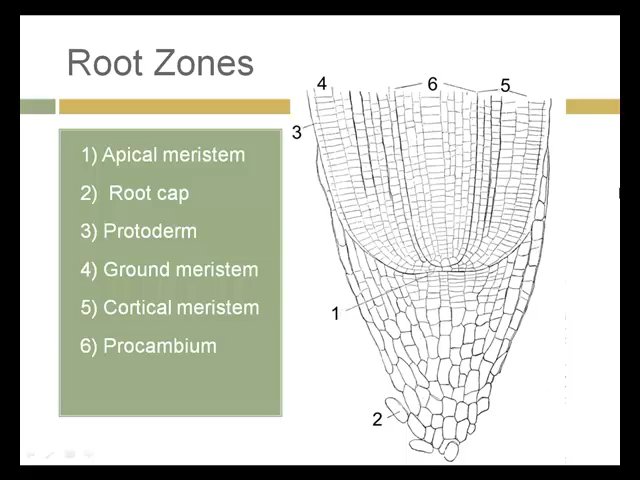 Root Zones
1) Apical meristem
2) Root cap
3) Protoderm
4) Ground meristem
5) Cortical meristem
6) Procambium
4 6 5
3
1
2